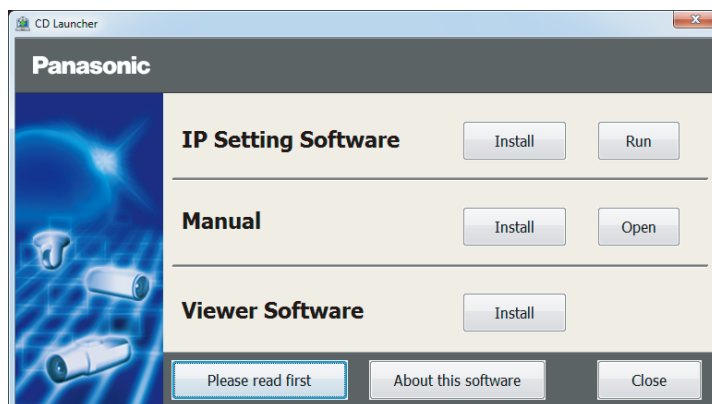 CD Launcher
Panasonic
IP Setting Software Install Run
Manual Install Open
Viewer Software Install
Please read first About this software Close